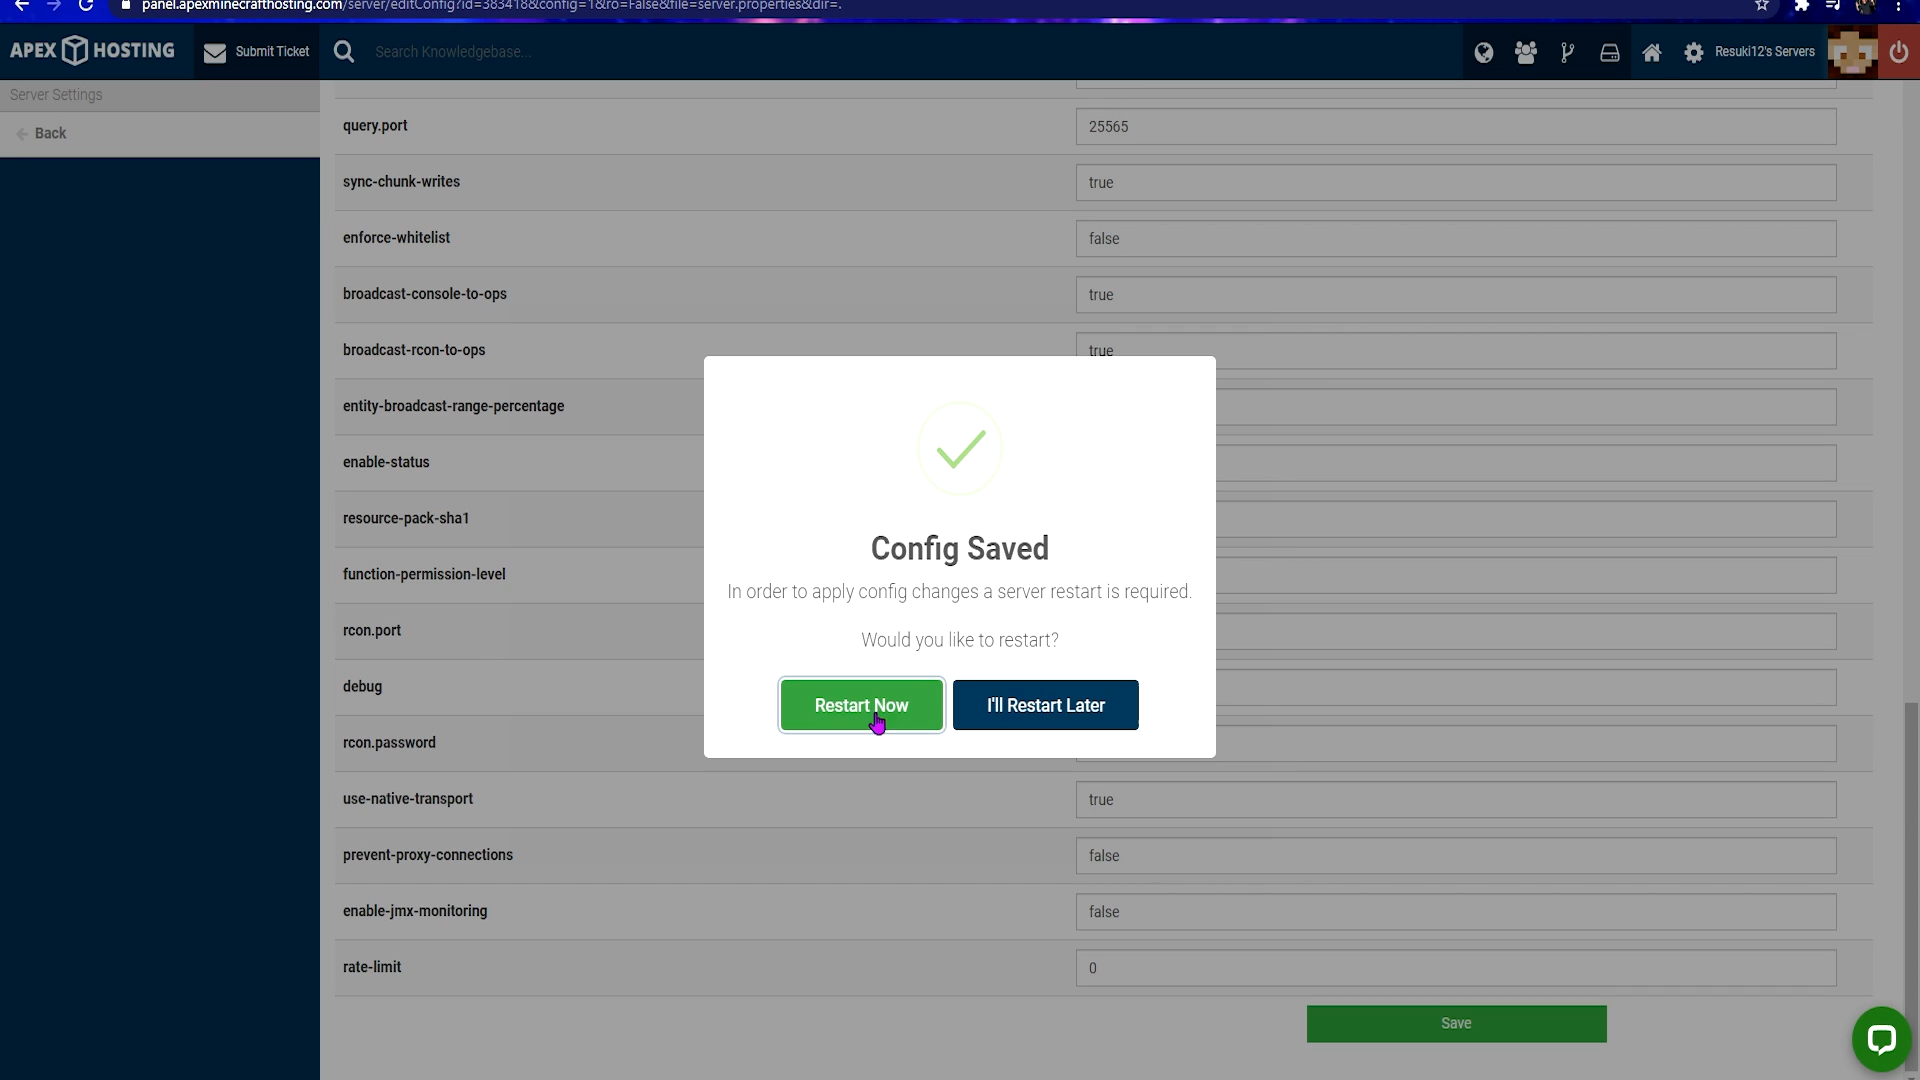 panel.apexminecrafthosting.com/server/editConfig?id=383418&config=1&ro=False&file=server.properties&dir=.
APEX HOSTING
Submit Ticket
Search Knowledgebase...
Resuki12's Servers
Server Settings
Back
query.port
25565
sync-chunk-writes
true
enforce-whitelist
false
broadcast-console-to-ops
true
broadcast-rcon-to-ops
true
entity-broadcast-range-percentage
enable-status
resource-pack-sha1
function-permission-level
rcon.port
debug
rcon.password
Config Saved
In order to apply config changes a server restart is required.
Would you like to restart?
Restart Now
I'll Restart Later
use-native-transport
true
prevent-proxy-connections
false
enable-jmx-monitoring
false
rate-limit
0
Save